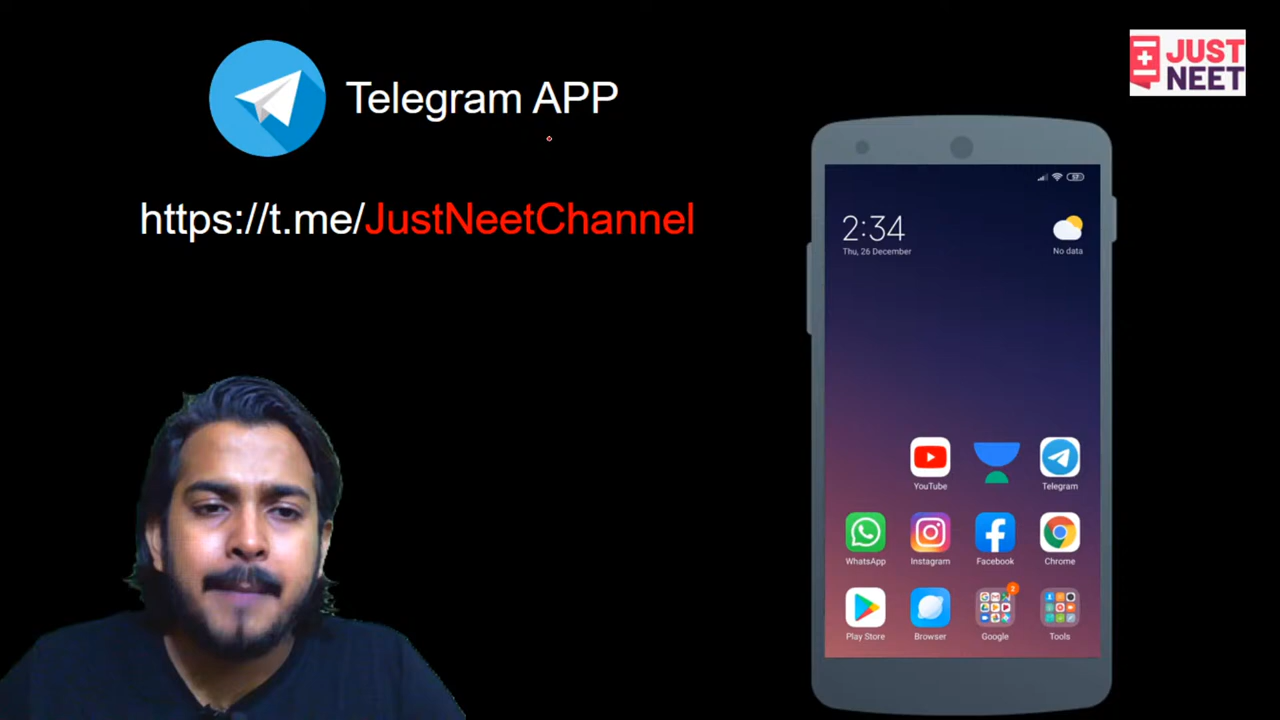 Telegram APP
https://t.me/JustNeetChannel
JUST
NEET
2:34
Thu, 26 December
No data
YouTube
Telegram
WhatsApp
Instagram
Facebook
Chrome
2
Play Store
Browser
Google
Tools